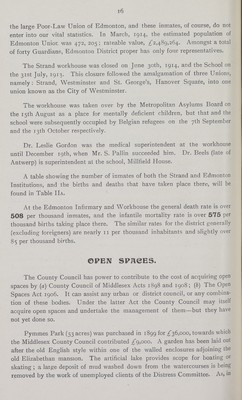 16
the large Poor-Law Union of Edmonton, and these inmates, of course, do not
enter into our vital statistics. In March, 1914, the estimated population of
Edmonton Union was 472,205; rateable value, £2,489,164. Amongst a total
of forty Guardians, Edmonton District proper has only four representatives.
The Strand workhouse was closed on June 30th, 1914, and the School on
the 31st July, 1913. This closure followed the amalgamation of three Unions,
namely: Strand, Westminster and St. George's, Hanover Square, into one
union known as the City of Westminster.
The workhouse was taken over by the Metropolitan Asylums Board on
the 15th August as a place for mentally deficient children, but that and the
school were subsequently occupied by Belgian refugees on the 7th September
and the 13th October respectively.
Dr. Leslie Gordon was the medical superintendent at the workhouse
until December 19th, when Mr. S. Pallis succeeded him. Dr. Beels (late of
Antwerp) is superintendent at the school, Millfield House.
A table showing the number of inmates of both the Strand and Edmonton
Institutions, and the births and deaths that have taken place there, will be
found in Table IIa.
At the Edmonton Infirmary and Workhouse the general death rate is over
508 per thousand inmates, and the infantile mortality rate is over 575 per
thousand births taking place there. The similar rates for the district generally
(excluding foreigners) are nearly 11 per thousand inhabitants and slightly over
85 per thousand births.
OPEN SPACES.
The County Council has power to contribute to the cost of acquiring open
spaces by (a) County Council of Middlesex Acts 1898 and 1908; (b) The Open
Spaces Act 1906. It can assist any urban or district council, or any combina-
tion of these bodies. Under the latter Act the County Council may itself
acquire open spaces and undertake the management of them—but they have
not yet done so.
Pymmes Park (53 acres) was purchased in 1899 for £36,000, towards which
the Middlesex County Council contributed £9,000. A garden has been laid out
after the old English style within one of the walled enclosures adjoining the
old Elizabethan mansion. The artificial lake provides scope for boating or
skating; a large deposit of mud washed down from the watercourses is being
removed by the work of unemployed clients of the Distress Committee. As, in